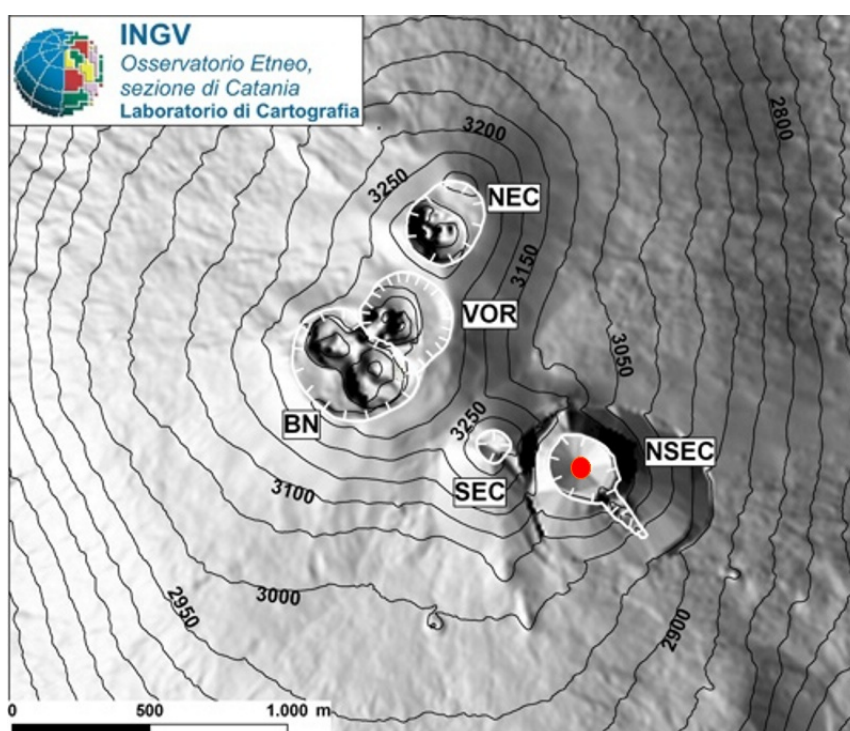 INGV
Osservatorio Etneo,
sezione di Catania
Laboratorio di Cartografia
2800
3200
3250
NEC
3150
VOR
3050
BN
3250
NSEC
SEC
3100
2950
3000
2900
0 500 1.000 m